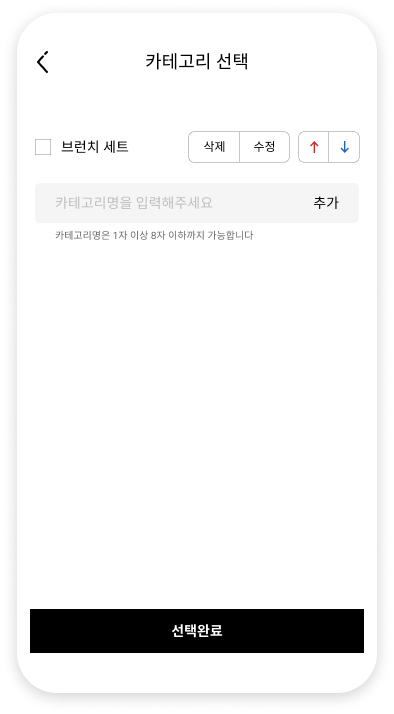 카테고리 선택
브런치 세트 삭제 수정
카테고리명을 입력해주세요 추가
카테고리명은 1자 이상 8자 이하까지 가능합니다
선택완료